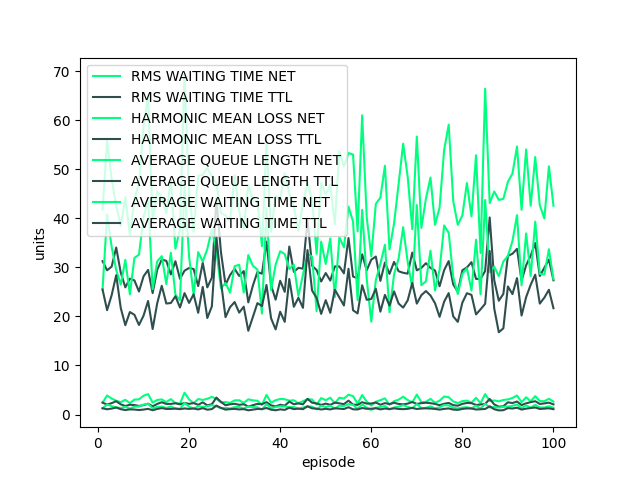 70
60
50
40
30
20
10
0
units
RMS WAITING TIME NET
RMS WAITING TIME TTL
HARMONIC MEAN LOSS NET
HARMONIC MEAN LOSS TTL
AVERAGE QUEUE LENGTH NET
AVERAGE QUEUE LENGTH TTL
AVERAGE WAITING TIME NET
AVERAGE WAITING TIME TTL
0 20 40 60 80 100
episode